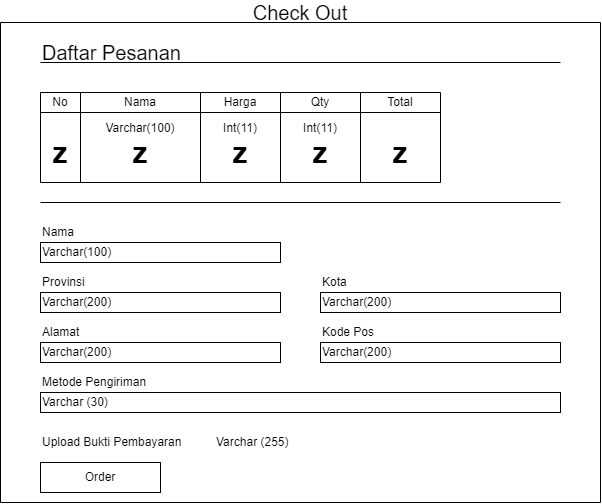 Check Out
Daftar Pesanan
No Nama Harga Qty Total
Varchar(100) Int(11) Int(11)
Z Z Z Z Z
Nama
Varchar(100)
Provinsi Kota
Varchar(200) Varchar(200)
Alamat Kode Pos
Varchar(200) Varchar(200)
Metode Pengiriman
Varchar (30)
Upload Bukti Pembayaran Varchar (255)
Order